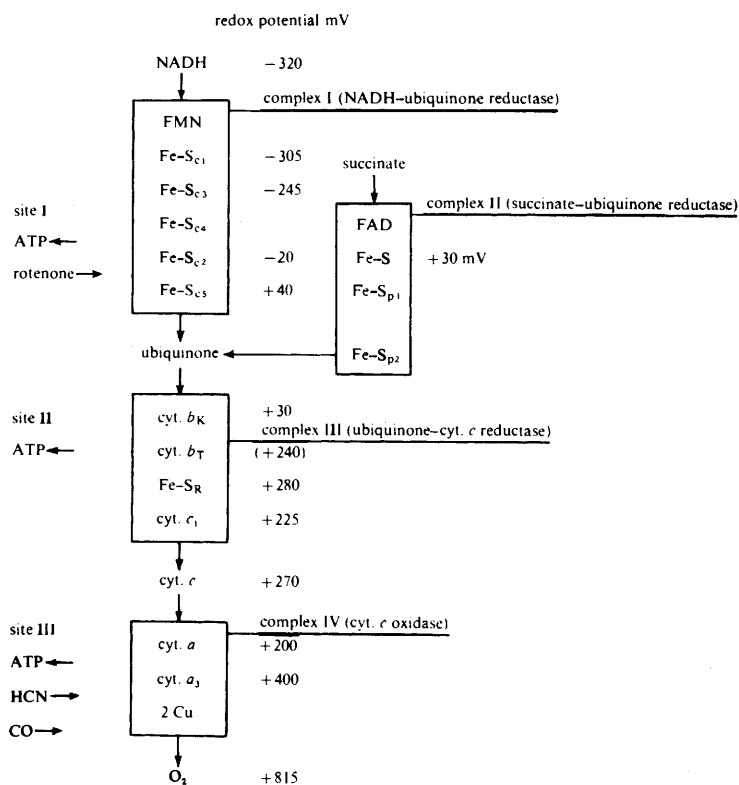 redox potential mV
NADH −320
complex I (NADH–ubiquinone reductase)
FMN
Fe–Sc1 −305
succinate
Fe–Sc3 −245
site I
complex II (succinate–ubiquinone reductase)
Fe–Sc4
FAD
ATP
Fe–Sc2 −20
Fe–S +30 mV
rotenone
Fe–Sc5 +40
Fe–Sp1
ubiquinone
Fe–Sp2
site II
cyt. bK +30
complex III (ubiquinone–cyt. c reductase)
ATP
cyt. bT (+240)
Fe–SR +280
cyt. c1 +225
cyt. c +270
site III
complex IV (cyt. c oxidase)
cyt. a +200
ATP
cyt. a3 +400
HCN
2 Cu
CO
O2 +815